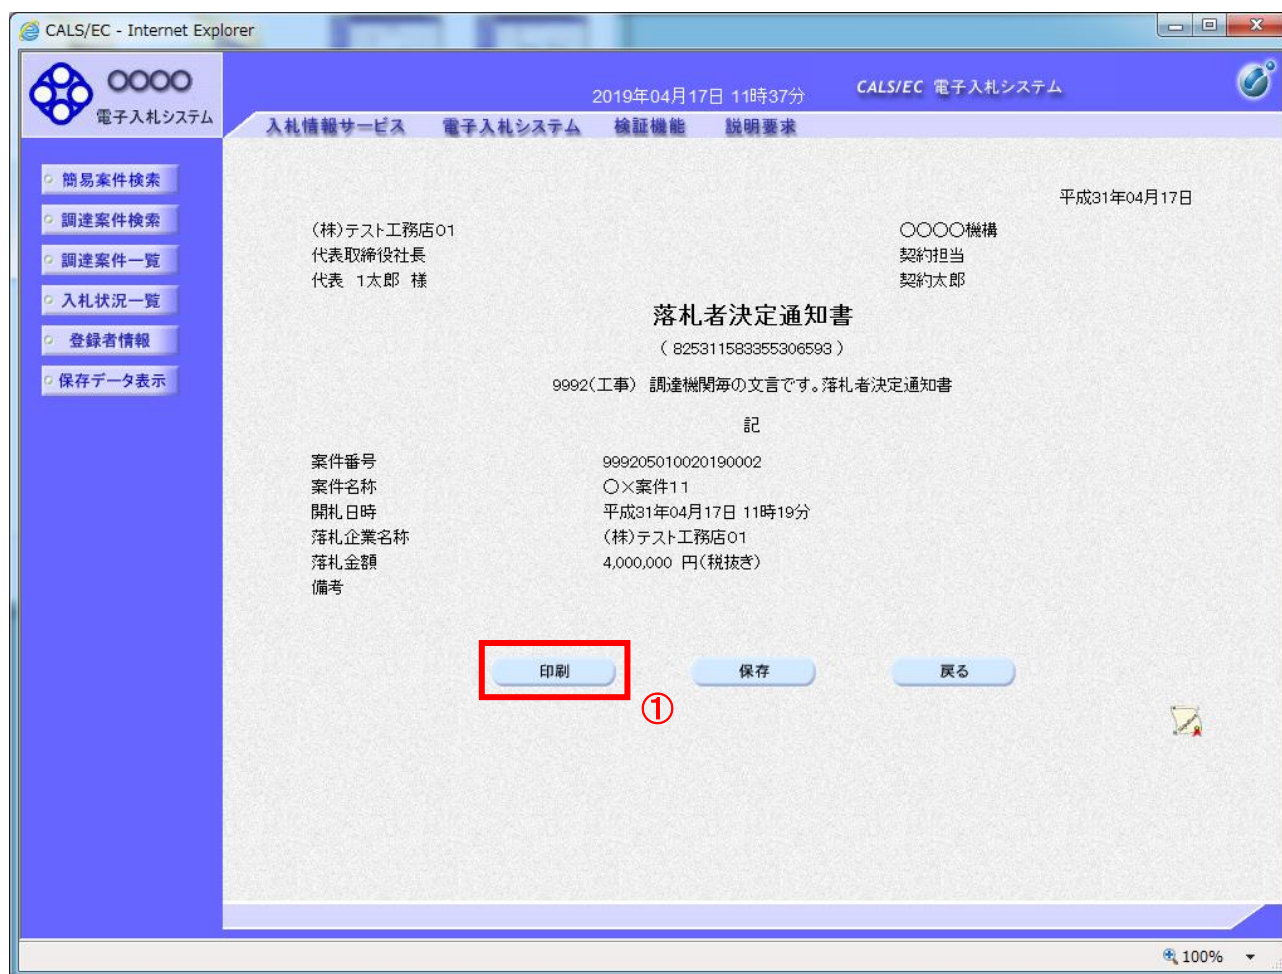 CALS/EC - Internet Explorer
〇〇〇〇
電子入札システム
2019年04月17日 11時37分
CALS/EC 電子入札システム
入札情報サービス 電子入札システム 検証機能 説明要求
簡易案件検索
調達案件検索
調達案件一覧
入札状況一覧
登録者情報
保存データ表示
平成31年04月17日
(株)テスト工務店01
〇〇〇〇機構
代表取締役社長
契約担当
代表 1太郎 様
契約太郎
落札者決定通知書
( 825311583355306593 )
9992(工事) 調達機関毎の文言です。落札者決定通知書
記
案件番号 999205010020190002
案件名称 〇×案件11
開札日時 平成31年04月17日 11時19分
落札企業名称 (株)テスト工務店01
落札金額 4,000,000 円(税抜き)
備考
印刷 保存 戻る
①
100%